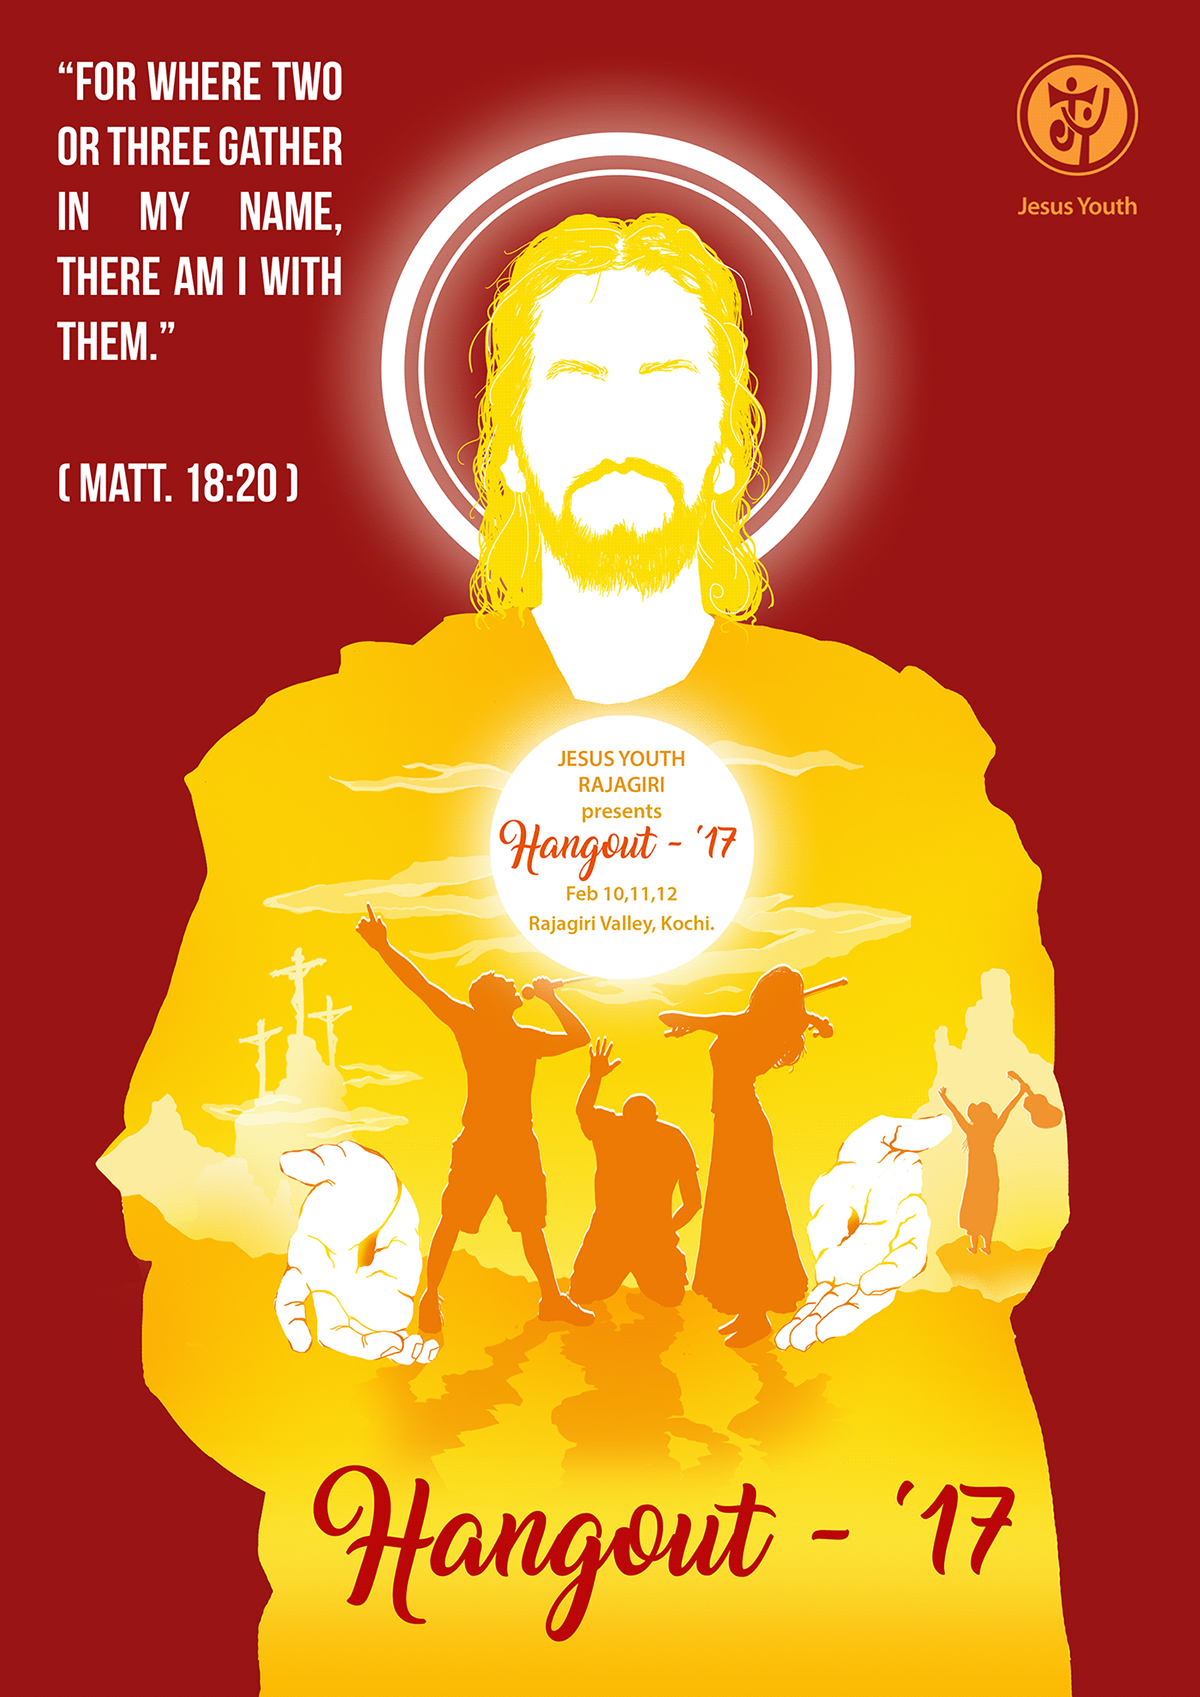 “FOR WHERE TWO
OR THREE GATHER
IN MY NAME,
THERE AM I WITH
THEM.”
( MATT. 18:20 )
Jesus Youth
JESUS YOUTH
RAJAGIRI
presents
Hangout - '17
Feb 10,11,12
Rajagiri Valley, Kochi.
Hangout - '17